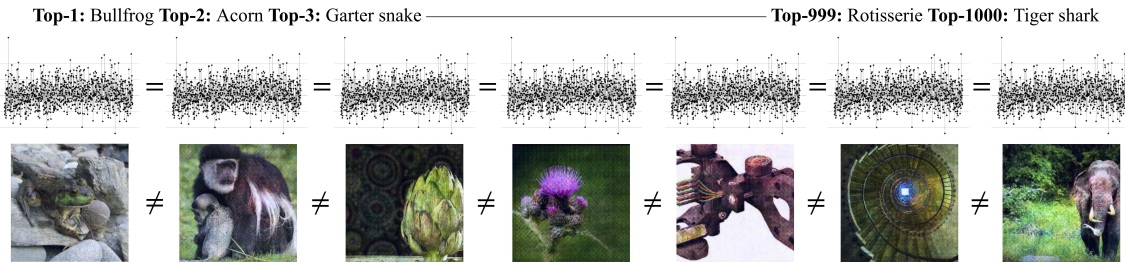 Top-1: Bullfrog Top-2: Acorn Top-3: Garter snake Top-999: Rotisserie Top-1000: Tiger shark
= = = = = =
≠ ≠ ≠ ≠ ≠ ≠